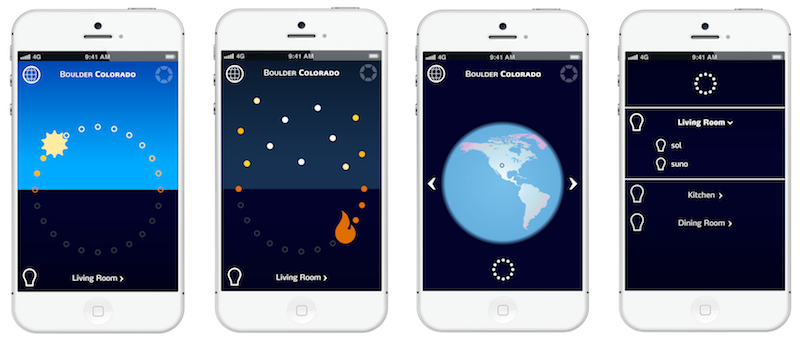 4G 9:41 AM
BOULDER COLORADO
Living Room
4G 9:41 AM
BOULDER COLORADO
Living Room
4G 9:41 AM
BOULDER COLORADO
4G 9:41 AM
Living Room
sol
suno
Kitchen
Dining Room